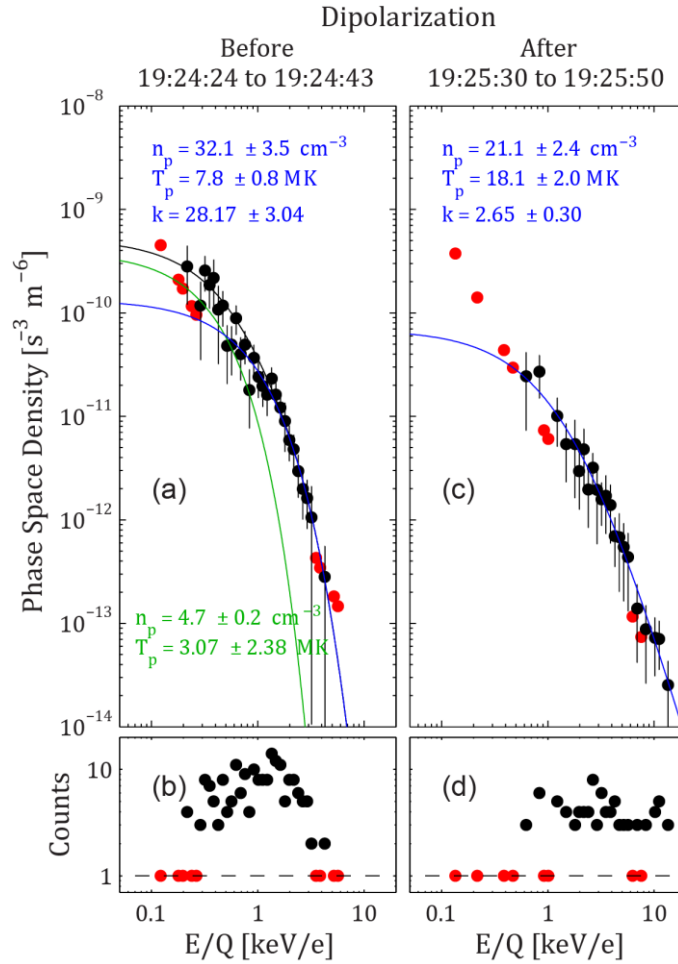 Dipolarization
Before
19:24:24 to 19:24:43
After
19:25:30 to 19:25:50
Phase Space Density [s⁻³ m⁻⁶]
10⁻⁸
10⁻⁹
10⁻¹⁰
10⁻¹¹
10⁻¹²
10⁻¹³
10⁻¹⁴
n_p = 32.1 ± 3.5 cm⁻³
T_p = 7.8 ± 0.8 MK
k = 28.17 ± 3.04
(a)
n_p = 4.7 ± 0.2 cm⁻³
T_p = 3.07 ± 2.38 MK
n_p = 21.1 ± 2.4 cm⁻³
T_p = 18.1 ± 2.0 MK
k = 2.65 ± 0.30
(c)
Counts
10
1
(b)
(d)
0.1 1 10
0.1 1 10
E/Q [keV/e]
E/Q [keV/e]